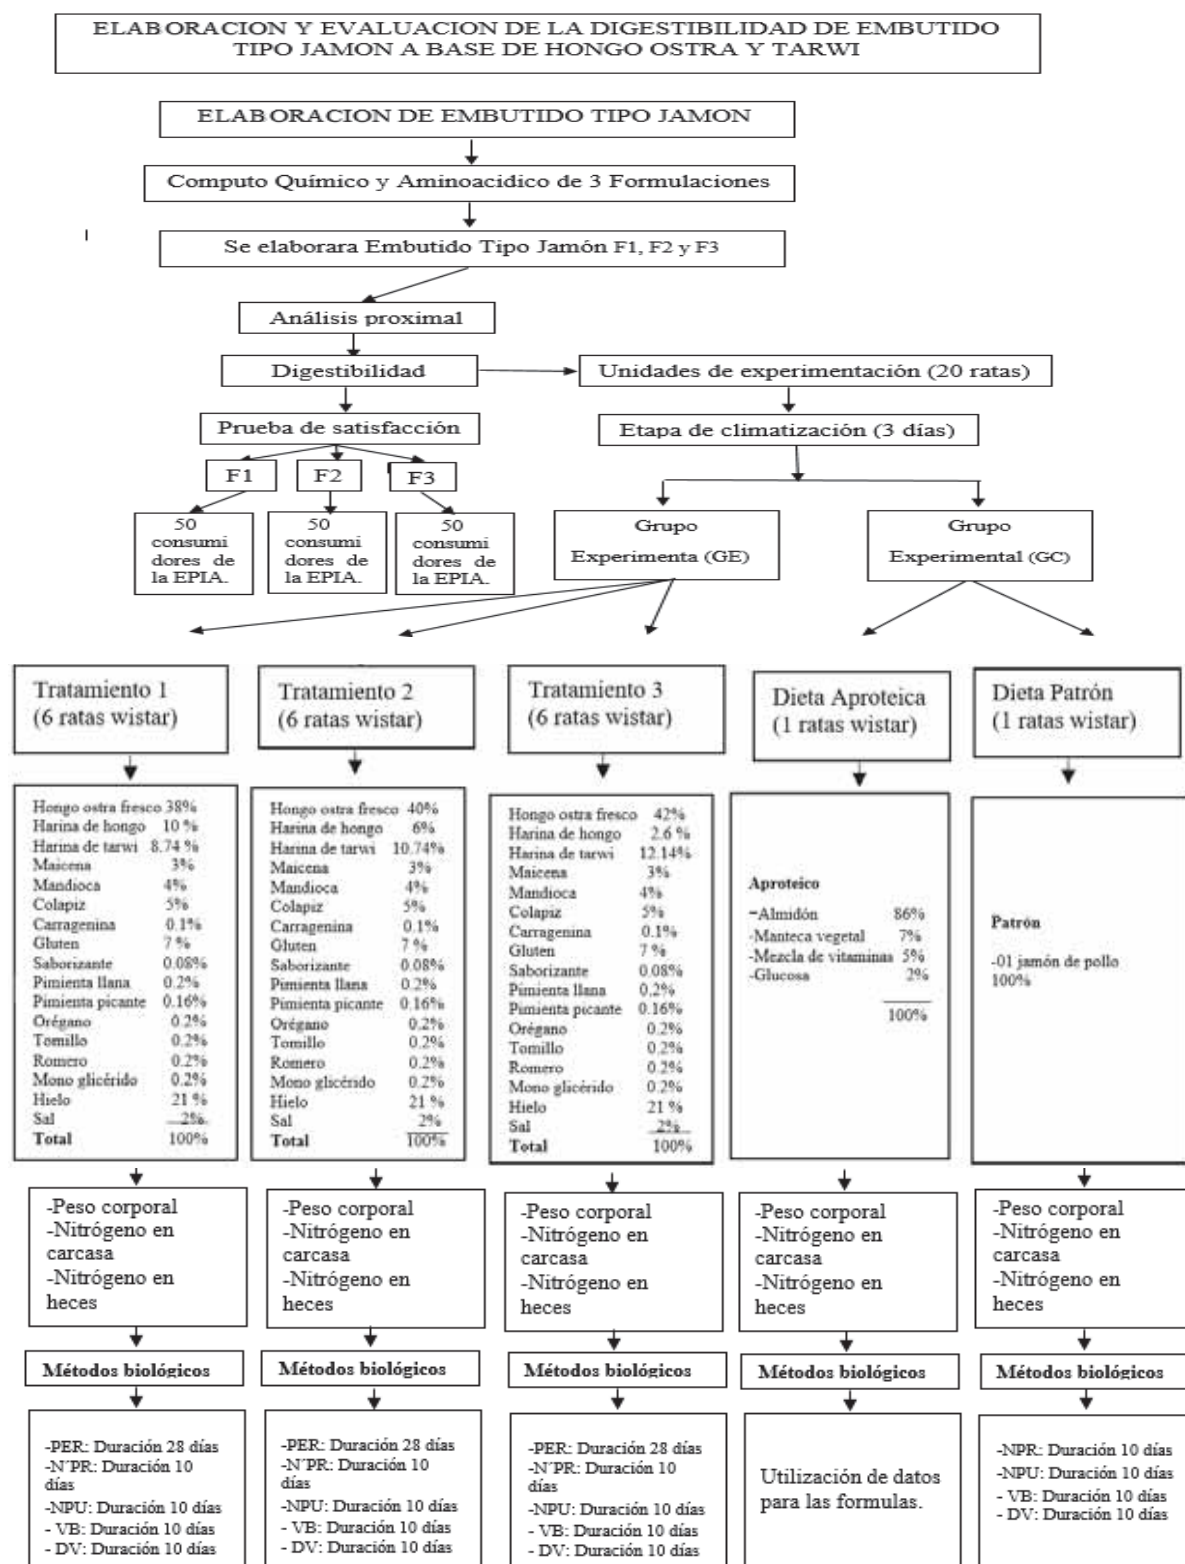 ELABORACION Y EVALUACION DE LA DIGESTIBILIDAD DE EMBUTIDO
TIPO JAMON A BASE DE HONGO OSTRA Y TARWI
ELABORACION DE EMBUTIDO TIPO JAMON
Computo Químico y Aminoacidico de 3 Formulaciones
Se elaborara Embutido Tipo Jamón F1, F2 y F3
Análisis proximal
Digestibilidad
Unidades de experimentación (20 ratas)
Prueba de satisfacción
Etapa de climatización (3 días)
F1
F2
F3
50
consumi
dores de
la EPIA.
50
consumi
dores de
la EPIA.
50
consumi
dores de
la EPIA.
Grupo
Experimenta (GE)
Grupo
Experimental (GC)
Tratamiento 1
(6 ratas wistar)
Tratamiento 2
(6 ratas wistar)
Tratamiento 3
(6 ratas wistar)
Dieta Aproteica
(1 ratas wistar)
Dieta Patrón
(1 ratas wistar)
Hongo ostra fresco 38%
Harina de hongo 10 %
Harina de tarwi 8.74 %
Maicena 3%
Mandioca 4%
Colapiz 5%
Carragenina 0.1%
Gluten 7 %
Saborizante 0.08%
Pimienta llana 0.2%
Pimienta picante 0.16%
Orégano 0.2%
Tomillo 0.2%
Romero 0.2%
Mono glicérido 0.2%
Hielo 21 %
Sal 2%
Total 100%
Hongo ostra fresco 40%
Harina de hongo 6%
Harina de tarwi 10.74%
Maicena 3%
Mandioca 4%
Colapiz 5%
Carragenina 0.1%
Gluten 7 %
Saborizante 0.08%
Pimienta llana 0.2%
Pimienta picante 0.16%
Orégano 0.2%
Tomillo 0.2%
Romero 0.2%
Mono glicérido 0.2%
Hielo 21 %
Sal 2%
Total 100%
Hongo ostra fresco 42%
Harina de hongo 2.6 %
Harina de tarwi 12.14%
Maicena 3%
Mandioca 4%
Colapiz 5%
Carragenina 0.1%
Gluten 7 %
Saborizante 0.08%
Pimienta llana 0.2%
Pimienta picante 0.16%
Orégano 0.2%
Tomillo 0.2%
Romero 0.2%
Mono glicérido 0.2%
Hielo 21 %
Sal 2%
Total 100%
Aproteico
-Almidón 86%
-Manteca vegetal 7%
-Mezcla de vitaminas 5%
-Glucosa 2%
100%
Patrón
-01 jamón de pollo
100%
-Peso corporal
-Nitrógeno en
carcasa
-Nitrógeno en
heces
-Peso corporal
-Nitrógeno en
carcasa
-Nitrógeno en
heces
-Peso corporal
-Nitrógeno en
carcasa
-Nitrógeno en
heces
-Peso corporal
-Nitrógeno en
carcasa
-Nitrógeno en
heces
-Peso corporal
-Nitrógeno en
carcasa
-Nitrógeno en
heces
Métodos biológicos
Métodos biológicos
Métodos biológicos
Métodos biológicos
Métodos biológicos
-PER: Duración 28 días
-N´PR: Duración 10
días
-NPU: Duración 10 días
- VB: Duración 10 días
- DV: Duración 10 días
-PER: Duración 28 días
-N´PR: Duración 10
días
-NPU: Duración 10 días
- VB: Duración 10 días
- DV: Duración 10 días
-PER: Duración 28 días
-N´PR: Duración 10
días
-NPU: Duración 10 días
- VB: Duración 10 días
- DV: Duración 10 días
Utilización de datos
para las formulas.
-NPR: Duración 10 días
-NPU: Duración 10 días
- VB: Duración 10 días
- DV: Duración 10 días